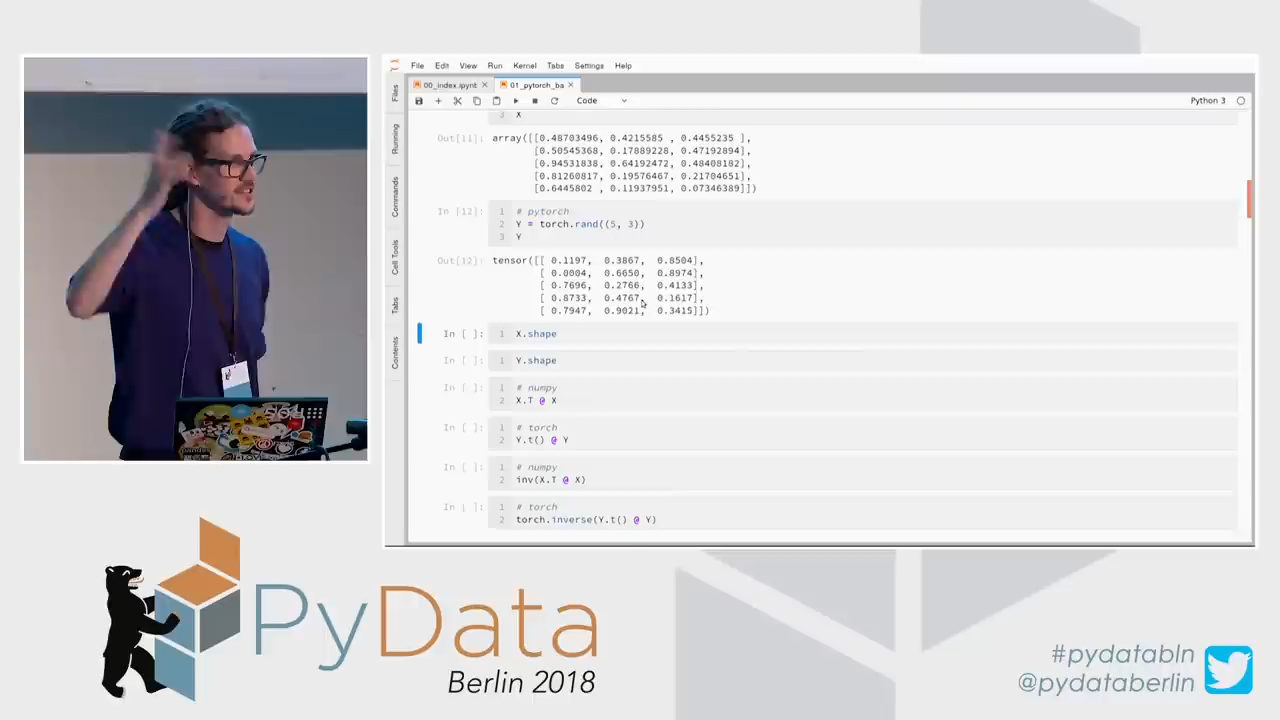 File Edit View Run Kernel Tabs Settings Help
00_index.ipynt × 01_pytorch_ba ×
Code
Python 3
Files
Running
Commands
Cell Tools
Tabs
Contents
3 X
Out[11]: array([[0.48703496, 0.4215585 , 0.4455235 ],
[0.50545368, 0.17889228, 0.47192894],
[0.94531838, 0.64192472, 0.48408182],
[0.81260817, 0.19576467, 0.21704651],
[0.6445802 , 0.11937951, 0.07346389]])
In [12]: 1 # pytorch
2 Y = torch.rand((5, 3))
3 Y
Out[12]: tensor([[ 0.1197, 0.3867, 0.8504],
[ 0.0004, 0.6650, 0.8974],
[ 0.7696, 0.2766, 0.4133],
[ 0.8733, 0.4767, 0.1617],
[ 0.7947, 0.9021, 0.3415]])
In [ ]: 1 X.shape
In [ ]: 1 Y.shape
In [ ]: 1 # numpy
2 X.T @ X
In [ ]: 1 # torch
2 Y.t() @ Y
In [ ]: 1 # numpy
2 inv(X.T @ X)
In [ ]: 1 # torch
2 torch.inverse(Y.t() @ Y)
PyData
Berlin 2018
#pydatabln
@pydataberlin